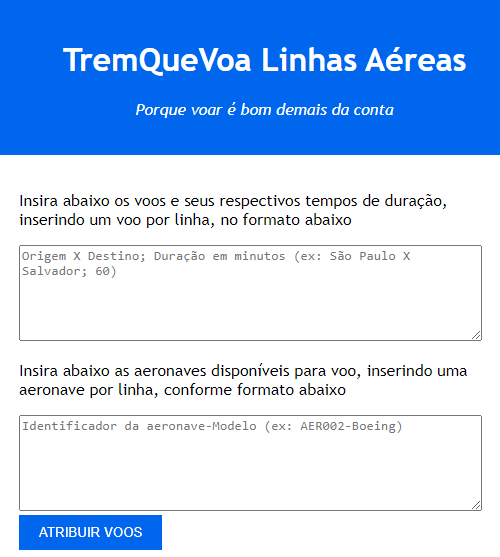 TremQueVoa Linhas Aéreas
Porque voar é bom demais da conta
Insira abaixo os voos e seus respectivos tempos de duração,
inserindo um voo por linha, no formato abaixo
Origem X Destino; Duração em minutos (ex: São Paulo X
Salvador; 60)
Insira abaixo as aeronaves disponíveis para voo, inserindo uma
aeronave por linha, conforme formato abaixo
Identificador da aeronave-Modelo (ex: AER002-Boeing)
ATRIBUIR VOOS